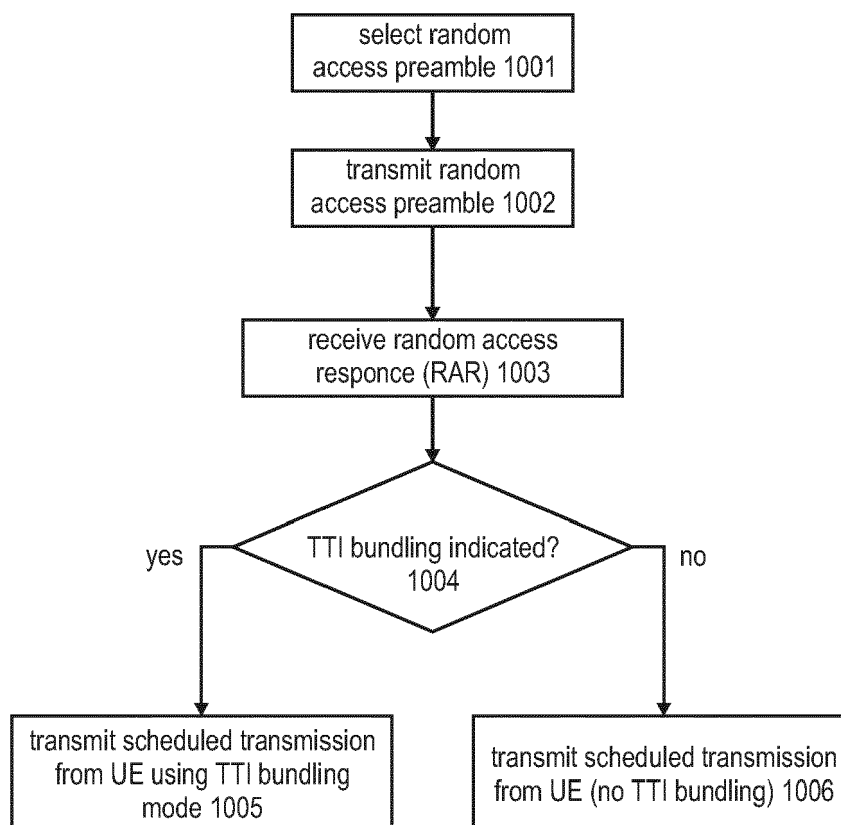 select random
access preamble 1001
transmit random
access preamble 1002
receive random access
responce (RAR) 1003
TTI bundling indicated?
1004
yes
no
transmit scheduled transmission
from UE using TTI bundling
mode 1005
transmit scheduled transmission
from UE (no TTI bundling) 1006